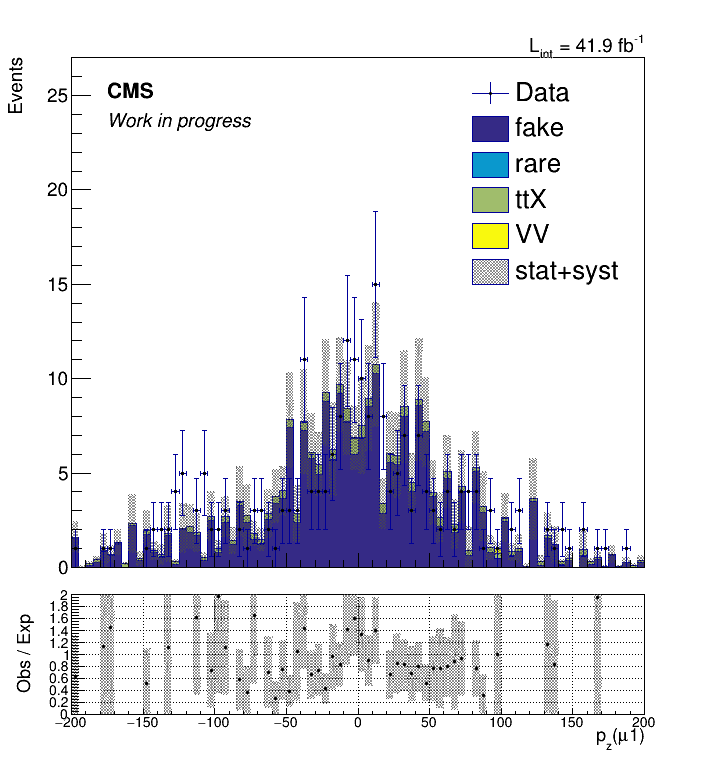 L_int = 41.9 fb^-1
Events
CMS
Work in progress
Data
fake
rare
ttX
VV
stat+syst
25
20
15
10
5
0
Obs / Exp
2
1.8
1.6
1.4
1.2
1
0.8
0.6
0.4
0.2
0
−200 −150 −100 −50 0 50 100 150 200
p_z(μ1)